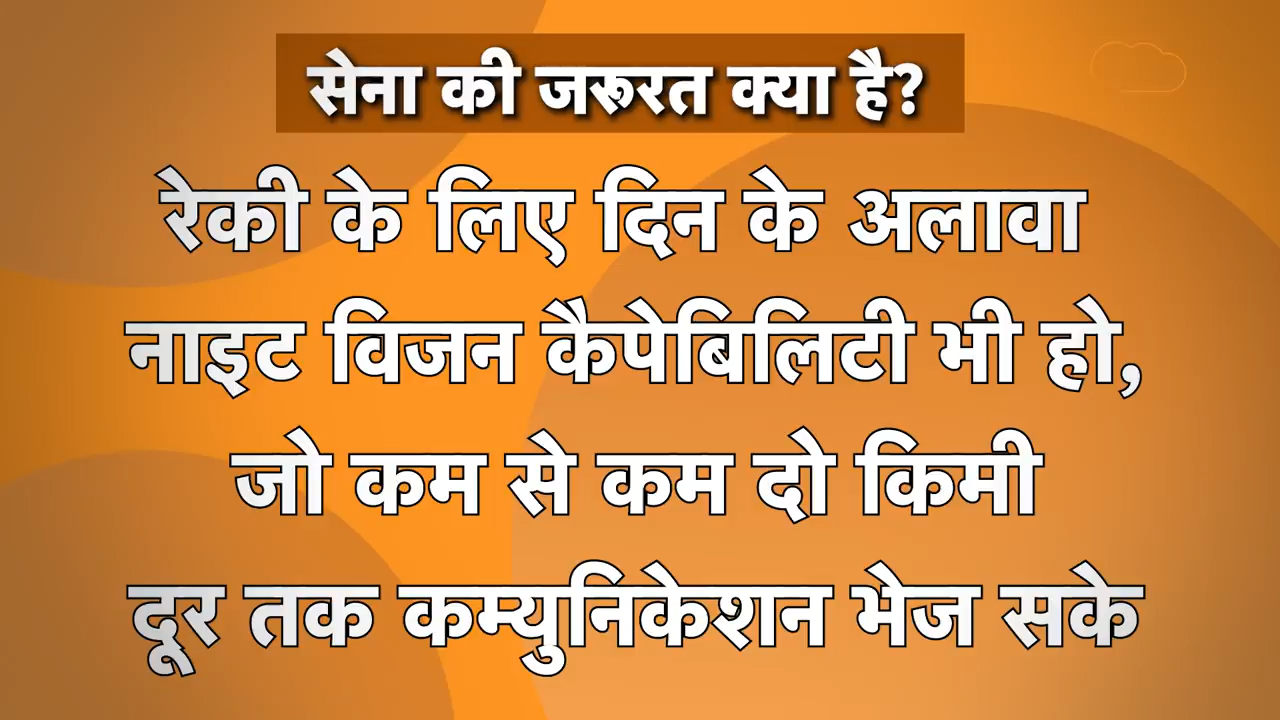 सेना की जरूरत क्या है?
रेकी के लिए दिन के अलावा
नाइट विजन कैपेबिलिटी भी हो,
जो कम से कम दो किमी
दूर तक कम्युनिकेशन भेज सके